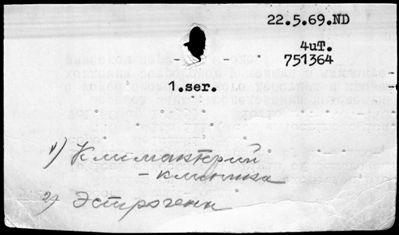 22.5.69.ND
4uT.
751364
1.ser.
1) Климактерий
- клиника
2) Эстрогены